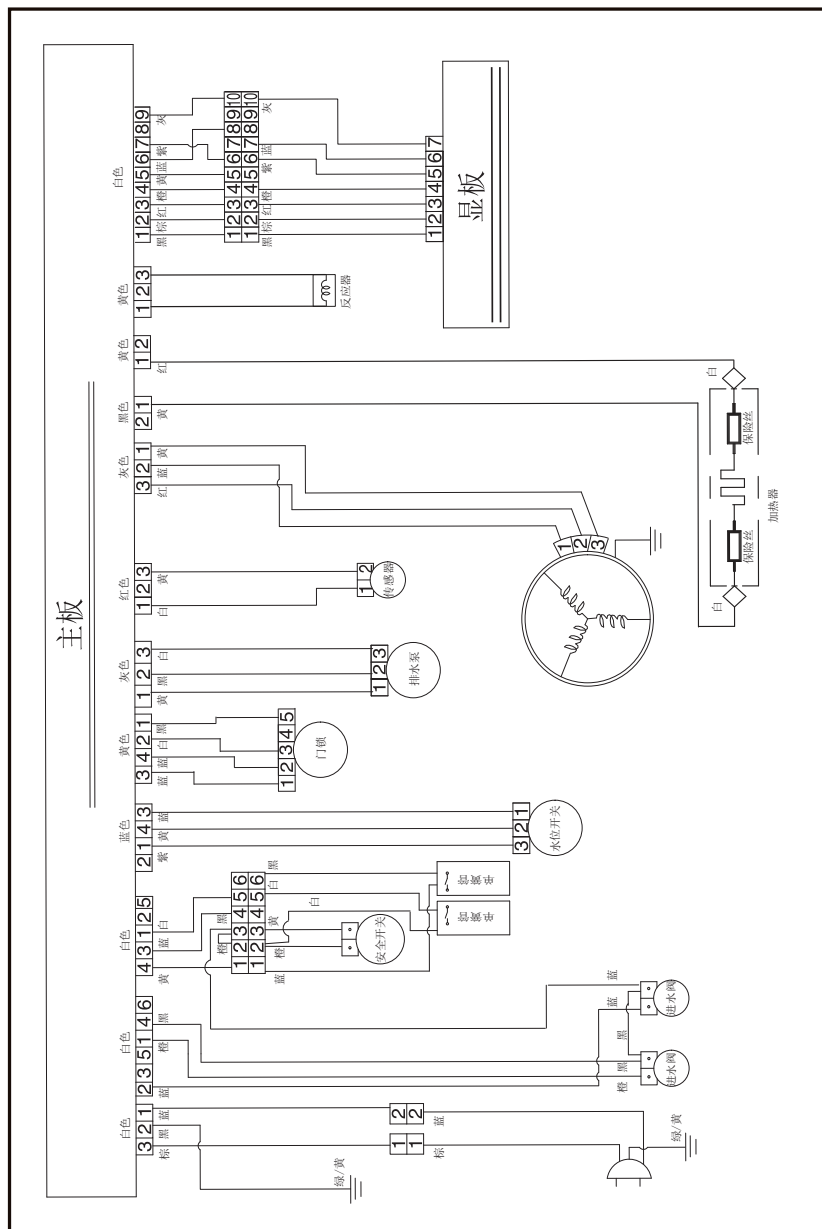 主板
白色
9 8 7 6 5 4 3 2 1
灰
紫
蓝
黄
橙
红
棕
黑
10 9 8 7 6 5 4 3 2 1
10 9 8 7 6 5 4 3 2 1
灰
蓝
紫
橙
红
棕
黑
7 6 5 4 3 2 1
显板
黄色
3 2 1
反应器
黄色
2 1
红
黑色
1 2
黄
白
保险丝
加热器
保险丝
白
灰色
1 2 3
黄
蓝
红
1 2 3
红色
3 2 1
黄
白
2 1
传感器
灰色
3 2 1
白
黑
黄
3 2 1
排水泵
黄色
1 2 4 3
黑
白
蓝
蓝
5 4 3 2 1
门锁
蓝色
3 4 1 2
蓝
黄
紫
1 2 3
水位开关
白色
5 2 1 3 4
白
蓝
黄
黑
橙
6 5 4 3 2 1
6 5 4 3 2 1
黑
白
黄
橙
蓝
白
安全开关
白色
6 4 1 5 3 2
黑
橙
蓝
蓝
蓝
进水阀
黑
黑
橙
进水阀
白色
1 2 3
蓝
黑
棕
2 2
1 1
蓝
棕
绿/黄
绿/黄